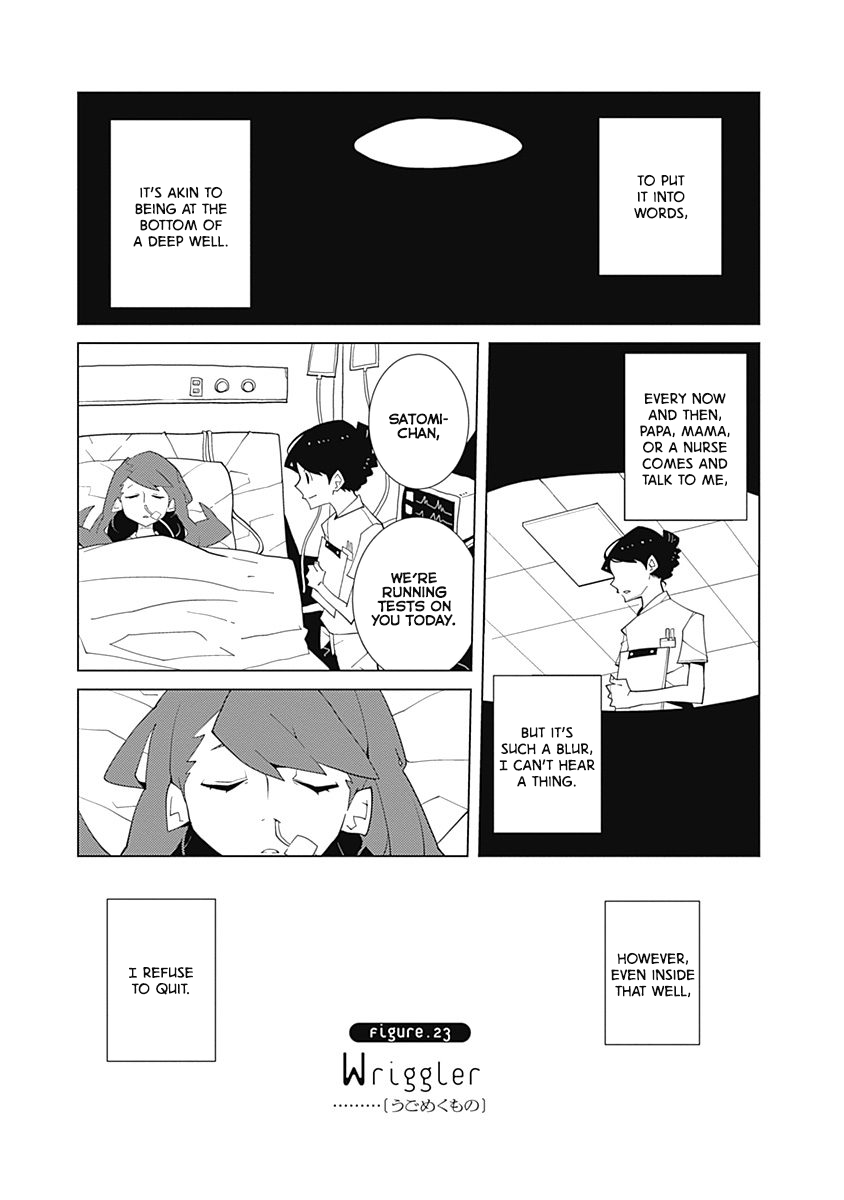 TO PUT
IT INTO
WORDS,
IT'S AKIN TO
BEING AT THE
BOTTOM OF
A DEEP WELL.
EVERY NOW
AND THEN,
PAPA, MAMA,
OR A NURSE
COMES AND
TALK TO ME,
BUT IT'S
SUCH A BLUR,
I CAN'T HEAR
A THING.
SATOMI-
CHAN,
WE'RE
RUNNING
TESTS ON
YOU TODAY.
HOWEVER,
EVEN INSIDE
THAT WELL,
I REFUSE
TO QUIT.
Figure.23
Wriggler
………〔うごめくもの〕